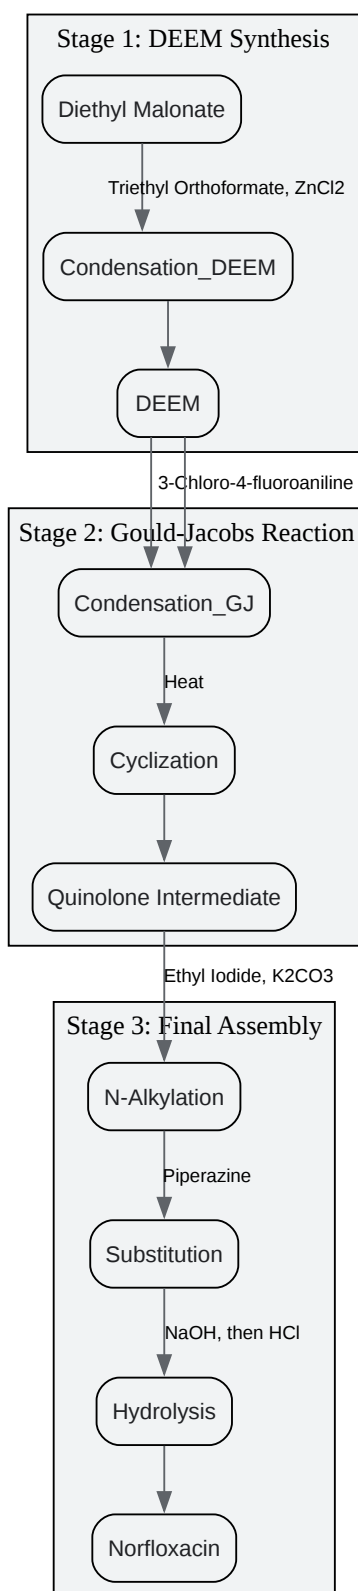 Stage 1: DEEM Synthesis
Diethyl Malonate
Triethyl Orthoformate, ZnCl2
Condensation_DEEM
DEEM
3-Chloro-4-fluoroaniline
Stage 2: Gould-Jacobs Reaction
Condensation_GJ
Heat
Cyclization
Quinolone Intermediate
Ethyl Iodide, K2CO3
Stage 3: Final Assembly
N-Alkylation
Piperazine
Substitution
NaOH, then HCl
Hydrolysis
Norfloxacin